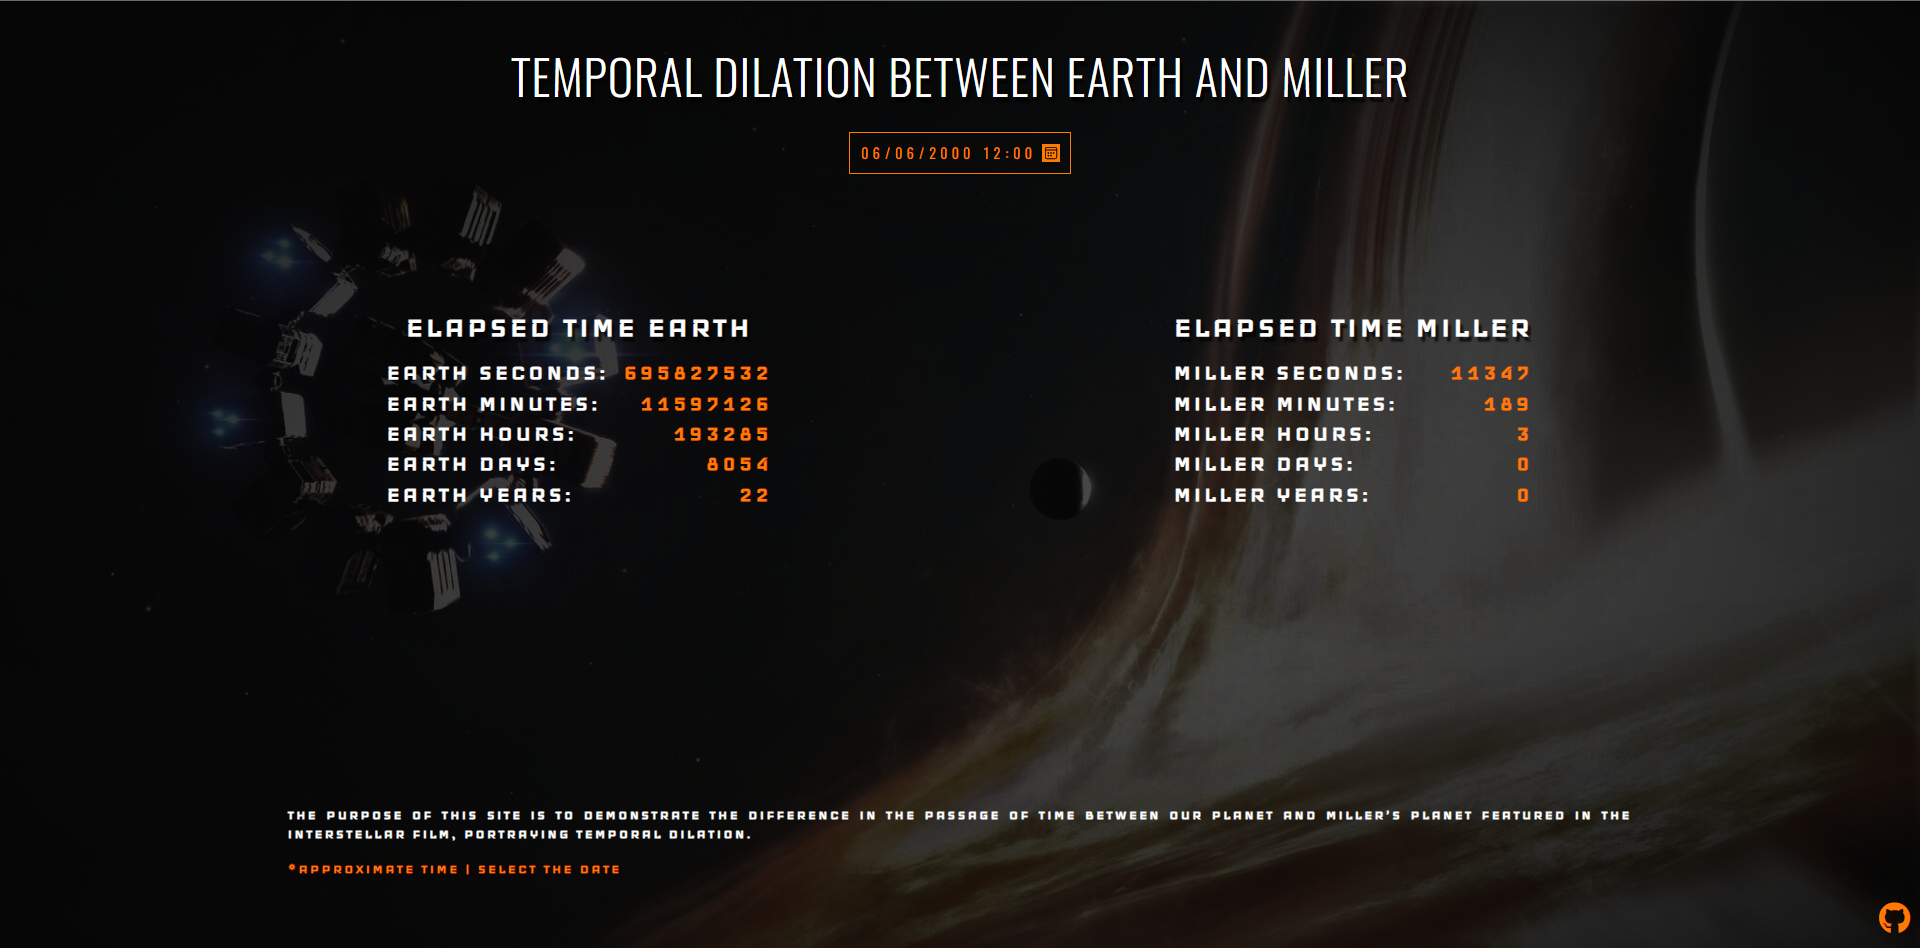 TEMPORAL DILATION BETWEEN EARTH AND MILLER
06/06/2000 12:00
ELAPSED TIME EARTH
EARTH SECONDS: 695827532
EARTH MINUTES: 11597126
EARTH HOURS: 193285
EARTH DAYS: 8054
EARTH YEARS: 22
ELAPSED TIME MILLER
MILLER SECONDS: 11347
MILLER MINUTES: 189
MILLER HOURS: 3
MILLER DAYS: 0
MILLER YEARS: 0
THE PURPOSE OF THIS SITE IS TO DEMONSTRATE THE DIFFERENCE IN THE PASSAGE OF TIME BETWEEN OUR PLANET AND MILLER'S PLANET FEATURED IN THE
INTERSTELLAR FILM, PORTRAYING TEMPORAL DILATION.
*APPROXIMATE TIME | SELECT THE DATE